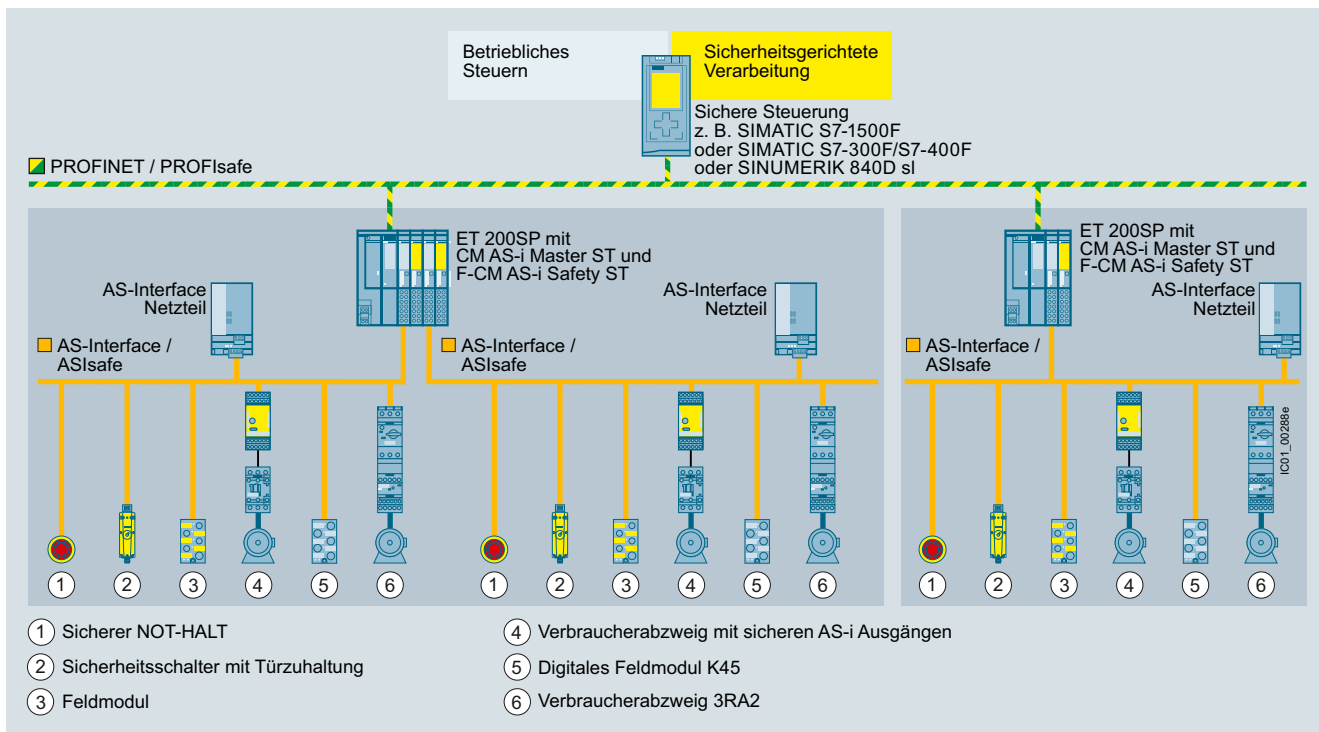 Betriebliches
Steuern
Sicherheitsgerichtete
Verarbeitung
Sichere Steuerung
z. B. SIMATIC S7-1500F
oder SIMATIC S7-300F/S7-400F
oder SINUMERIK 840D sl
PROFINET / PROFIsafe
ET 200SP mit
CM AS-i Master ST und
F-CM AS-i Safety ST
AS-Interface
Netzteil
AS-Interface
Netzteil
AS-Interface /
ASIsafe
AS-Interface /
ASIsafe
ET 200SP mit
CM AS-i Master ST und
F-CM AS-i Safety ST
AS-Interface
Netzteil
AS-Interface /
ASIsafe
IC01_00288e
1 2 3 4 5 6 1 2 3 4 5 6 1 2 3 4 5 6
1 Sicherer NOT-HALT
2 Sicherheitsschalter mit Türzuhaltung
3 Feldmodul
4 Verbraucherabzweig mit sicheren AS-i Ausgängen
5 Digitales Feldmodul K45
6 Verbraucherabzweig 3RA2